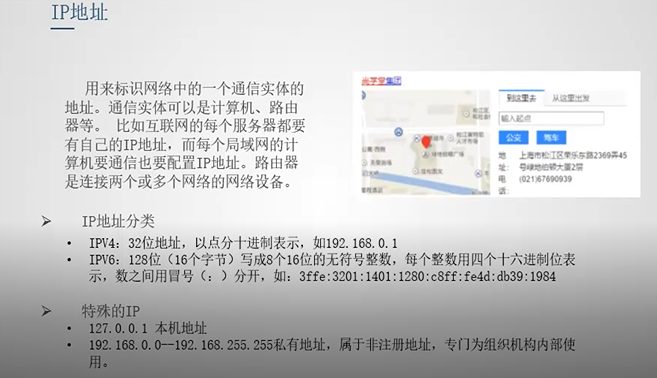 IP地址
用来标识网络中的一个通信实体的
地址。通信实体可以是计算机、路由
器等。 比如互联网的每个服务器都要
有自己的IP地址，而每个局域网的计
算机要通信也要配置IP地址。路由器
是连接两个或多个网络的网络设备。
学堂集团
到这里去 从这里出发
输入起点
公交 驾车
地 上海市松江区荣乐东路2369弄45
址： 号绿地伯顿大厦2层
电 (021)67690939
话：
IP地址分类
• IPV4：32位地址，以点分十进制表示，如192.168.0.1
• IPV6：128位（16个字节）写成8个16位的无符号整数，每个整数用四个十六进制位表
示，数之间用冒号（：）分开，如：3ffe:3201:1401:1280:c8ff:fe4d:db39:1984
特殊的IP
• 127.0.0.1 本机地址
• 192.168.0.0--192.168.255.255私有地址，属于非注册地址，专门为组织机构内部使
用。